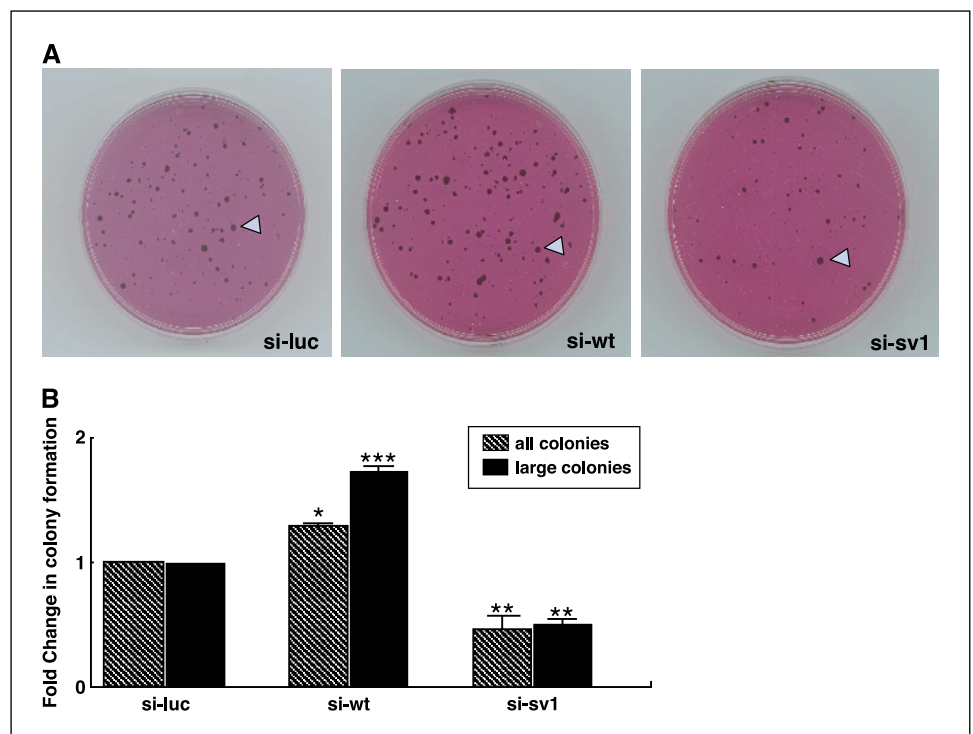 A
si-luc si-wt si-sv1
B
Fold Change in colony formation
2
1
0
all colonies
large colonies
* *** ** **
si-luc si-wt si-sv1